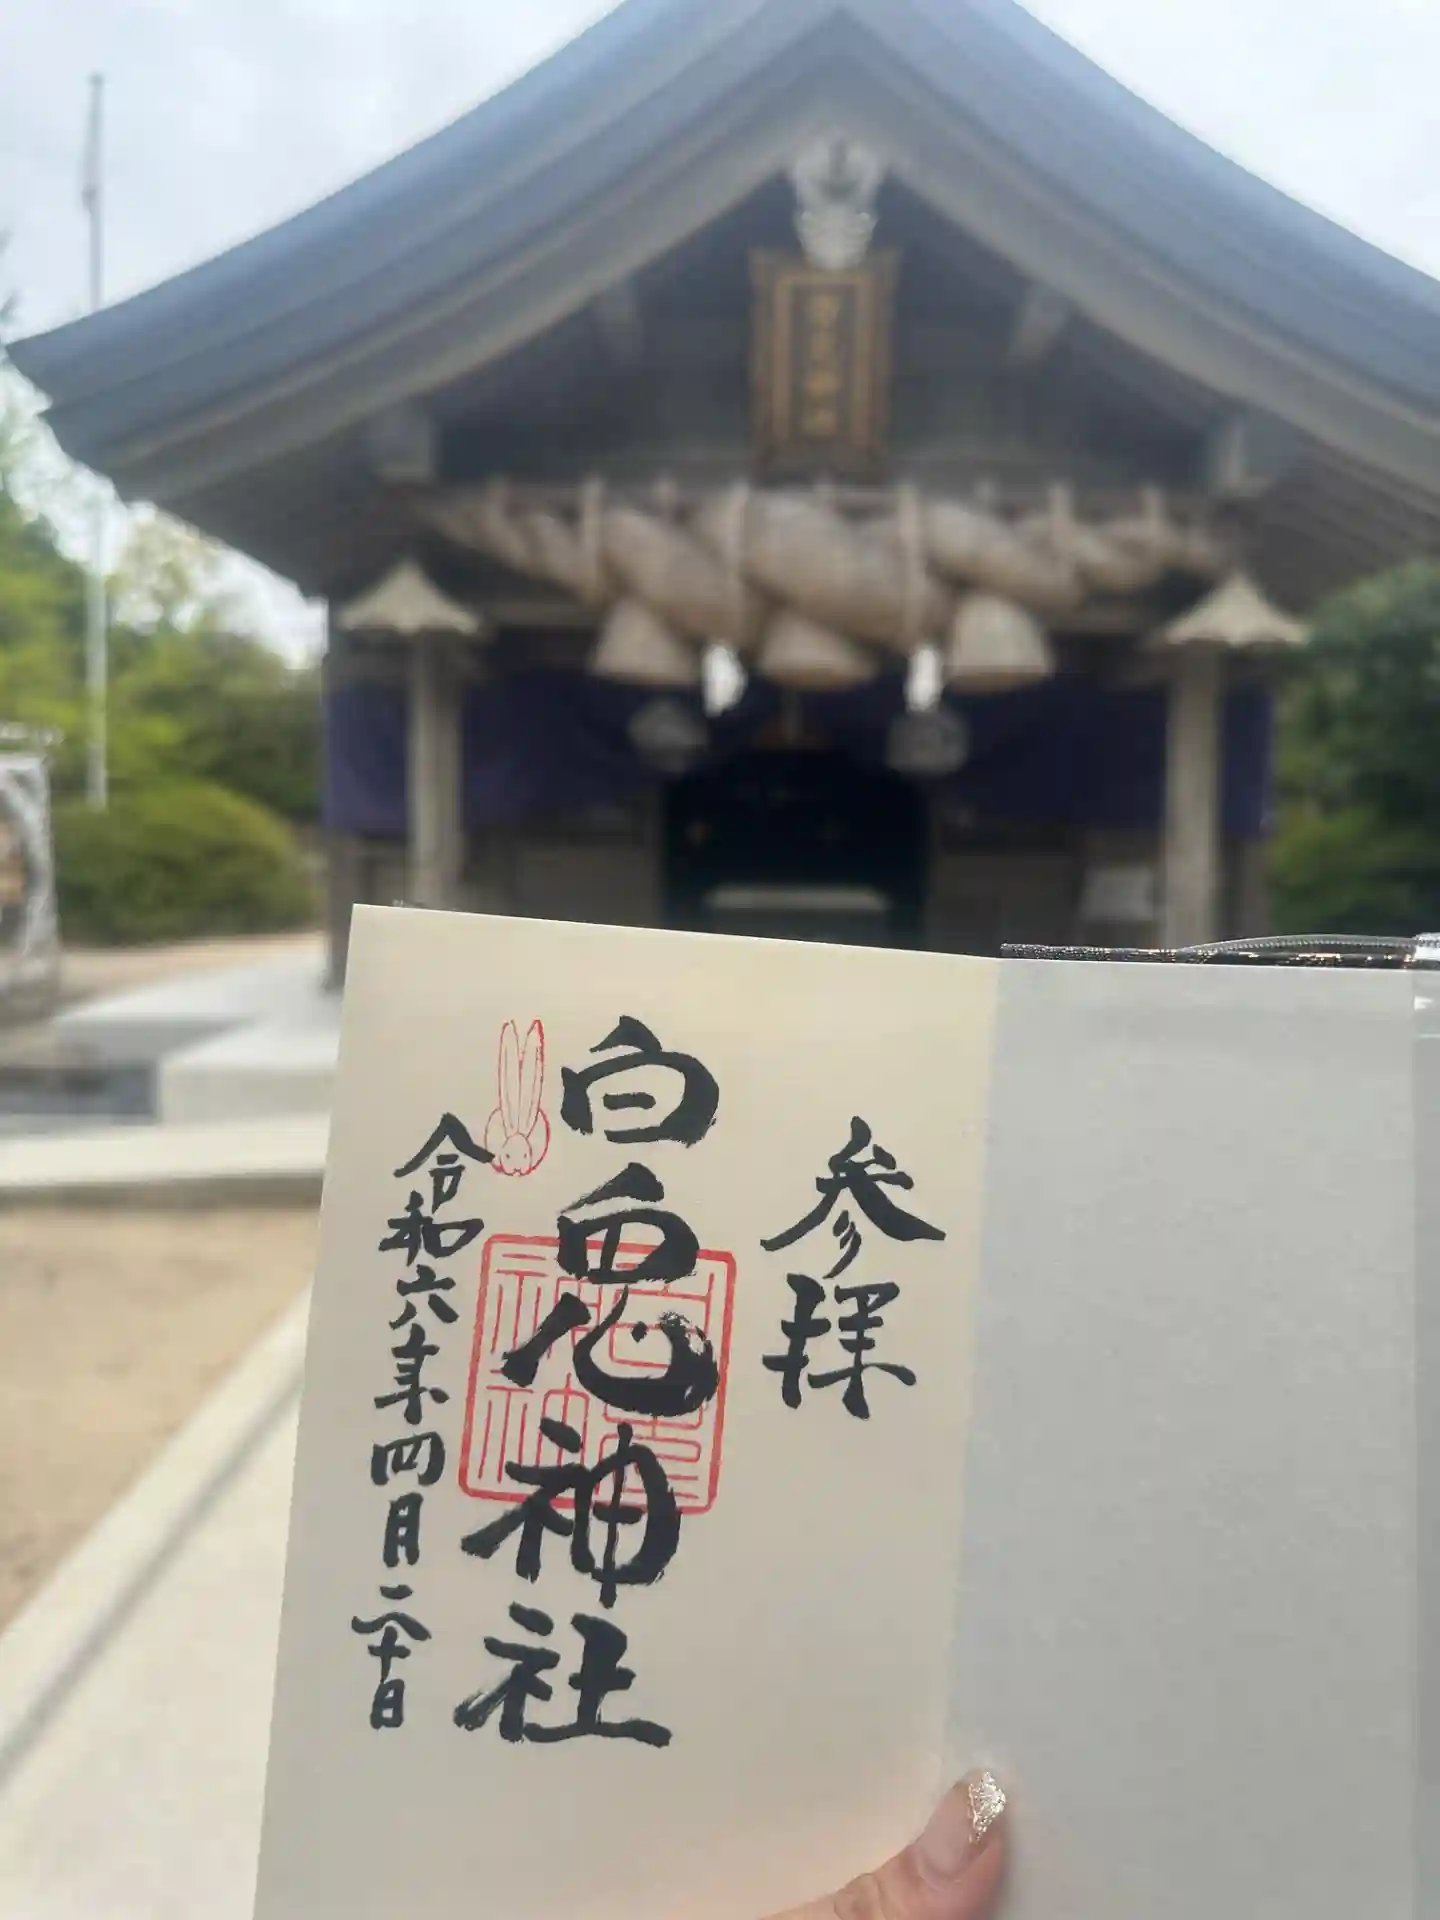 参拝
白兎神社
令和六年四月二十日